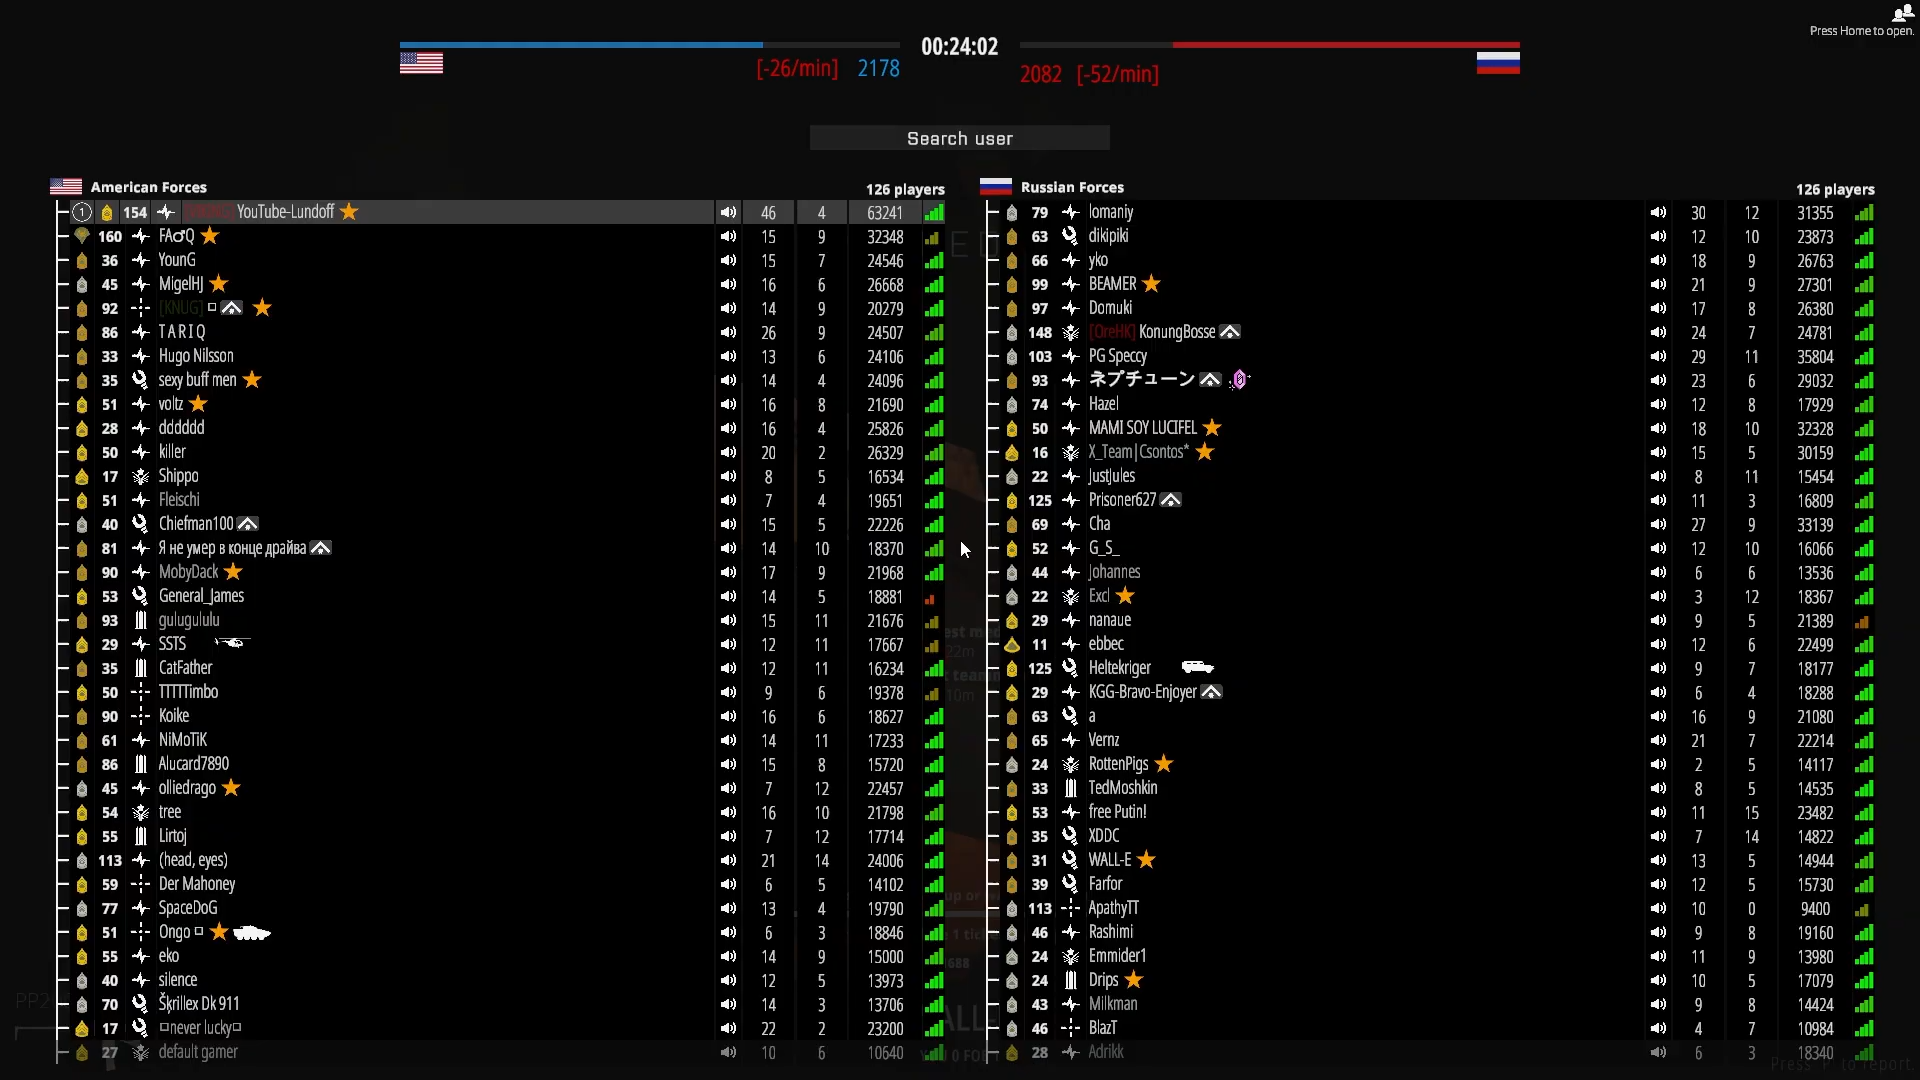 Press Home to open.
00:24:02
[-26/min] 2178
2082 [-52/min]
Search user
American Forces 126 players
1 154 YouTube-Lundoff 46 4 63241
160 FA♂Q 15 9 32348
36 YounG 15 7 24546
45 MigelHJ 16 6 26668
92 [KNUG] □ 14 9 20279
86 T A R I Q 26 9 24507
33 Hugo Nilsson 13 6 24106
35 sexy buff men 14 4 24096
51 voltz 16 8 21690
28 dddddd 16 4 25826
50 killer 20 2 26329
17 Shippo 8 5 16534
51 Fleischi 7 4 19651
40 Chiefman100 15 5 22226
81 Я не умер в конце драйва 14 10 18370
90 MobyDack 17 9 21968
53 General_James 14 5 18881
93 gulugululu 15 11 21676
29 SSTS 12 11 17667
35 CatFather 12 11 16234
50 TTTTTimbo 9 6 19378
90 Koike 16 6 18627
61 NiMoTiK 14 11 17233
86 Alucard7890 15 8 15720
45 olliedrago 7 12 22457
54 tree 16 10 21798
55 Lirtoj 7 12 17714
113 (head, eyes) 21 14 24006
59 Der Mahoney 6 5 14102
77 SpaceDoG 13 4 19790
51 Ongo □ 6 3 18846
55 eko 14 9 15000
40 silence 12 5 13973
70 Šķrillex Dk 911 14 3 13706
17 □never lucky□ 22 2 23200
27 default gamer 10 6 10640
Russian Forces 126 players
79 lomaniy 30 12 31355
63 dikipiki 12 10 23873
66 yko 18 9 26763
99 BEAMER 21 9 27301
97 Domuki 17 8 26380
148 [OreHK] KonungBosse 24 7 24781
103 PG Speccy 29 11 35804
93 ネプチューン 23 6 29032
74 Hazel 12 8 17929
50 MAMI SOY LUCIFEL 18 10 32328
16 X_Team|Csontos* 15 5 30159
22 JustJules 8 11 15454
125 Prisoner627 11 3 16809
69 Cha 27 9 33139
52 G_S_ 12 10 16066
44 Johannes 6 6 13536
22 Excl 3 12 18367
29 nanaue 9 5 21389
11 ebbec 12 6 22499
125 Heltekriger 9 7 18177
29 KGG-Bravo-Enjoyer 6 4 18288
63 a 16 9 21080
65 Vernz 21 7 22214
24 RottenPigs 2 5 14117
33 TedMoshkin 8 5 14535
53 free Putin! 11 15 23482
35 XDDC 7 14 14822
31 WALL-E 13 5 14944
39 Farfor 12 5 15730
113 ApathyTT 10 0 9400
46 Rashimi 9 8 19160
24 Emmider1 11 9 13980
24 Drips 10 5 17079
43 Milkman 9 8 14424
46 BlazT 4 7 10984
28 Adrikk 6 3 18340